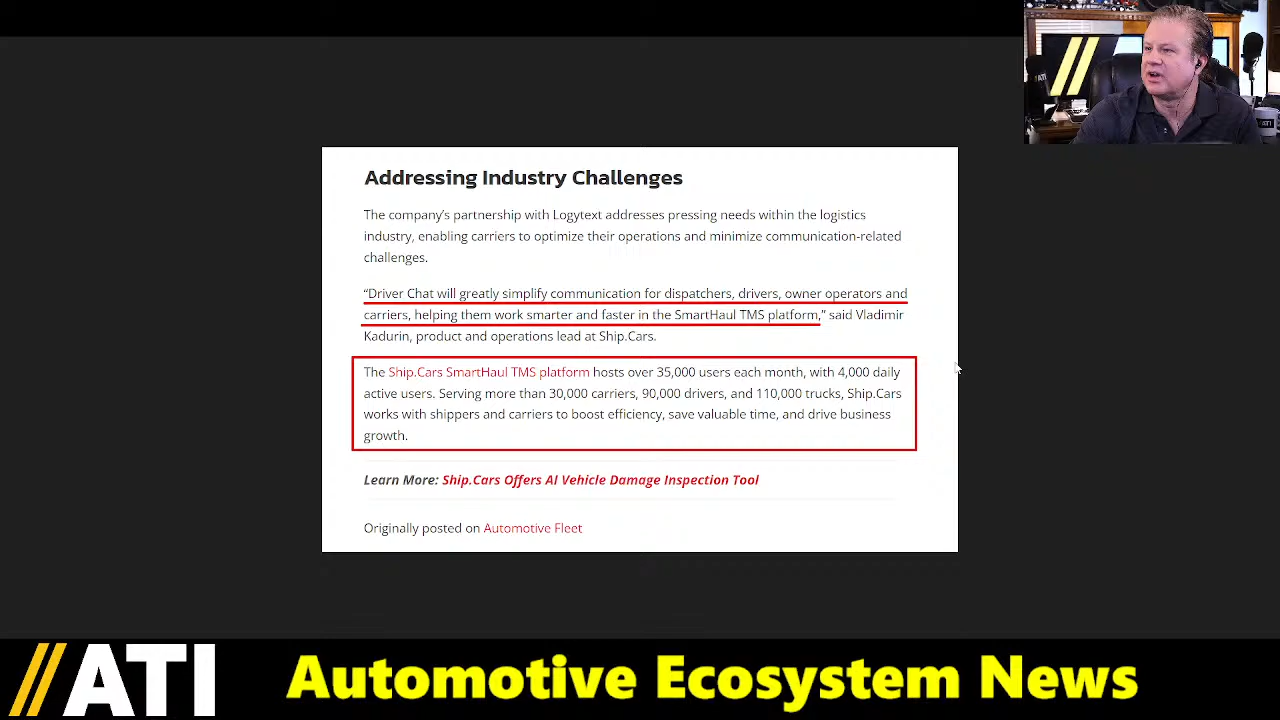 Addressing Industry Challenges
The company's partnership with Logytext addresses pressing needs within the logistics
industry, enabling carriers to optimize their operations and minimize communication-related
challenges.
“Driver Chat will greatly simplify communication for dispatchers, drivers, owner operators and
carriers, helping them work smarter and faster in the SmartHaul TMS platform,” said Vladimir
Kadurin, product and operations lead at Ship.Cars.
The Ship.Cars SmartHaul TMS platform hosts over 35,000 users each month, with 4,000 daily
active users. Serving more than 30,000 carriers, 90,000 drivers, and 110,000 trucks, Ship.Cars
works with shippers and carriers to boost efficiency, save valuable time, and drive business
growth.
Learn More: Ship.Cars Offers AI Vehicle Damage Inspection Tool
Originally posted on Automotive Fleet
//ATI
Automotive Ecosystem News
ATI